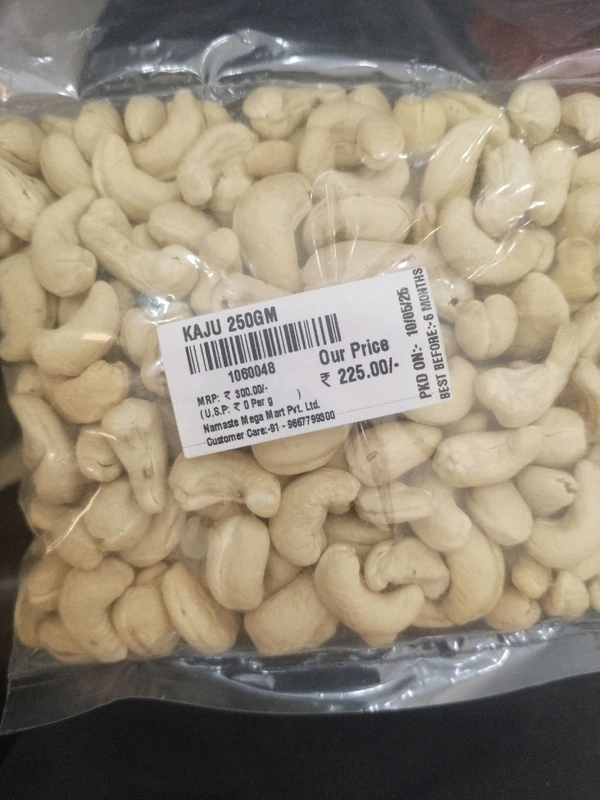 KAJU 250GM
1060048
MRP: ₹ 300.00/-
(U.S.P: ₹ 0 Per g )
Our Price
₹ 225.00/-
Namaste Mega Mart Pvt. Ltd.
Customer Care:-91 - 9667799300
PKD ON:- 10/05/25
BEST BEFORE:- 6 MONTHS